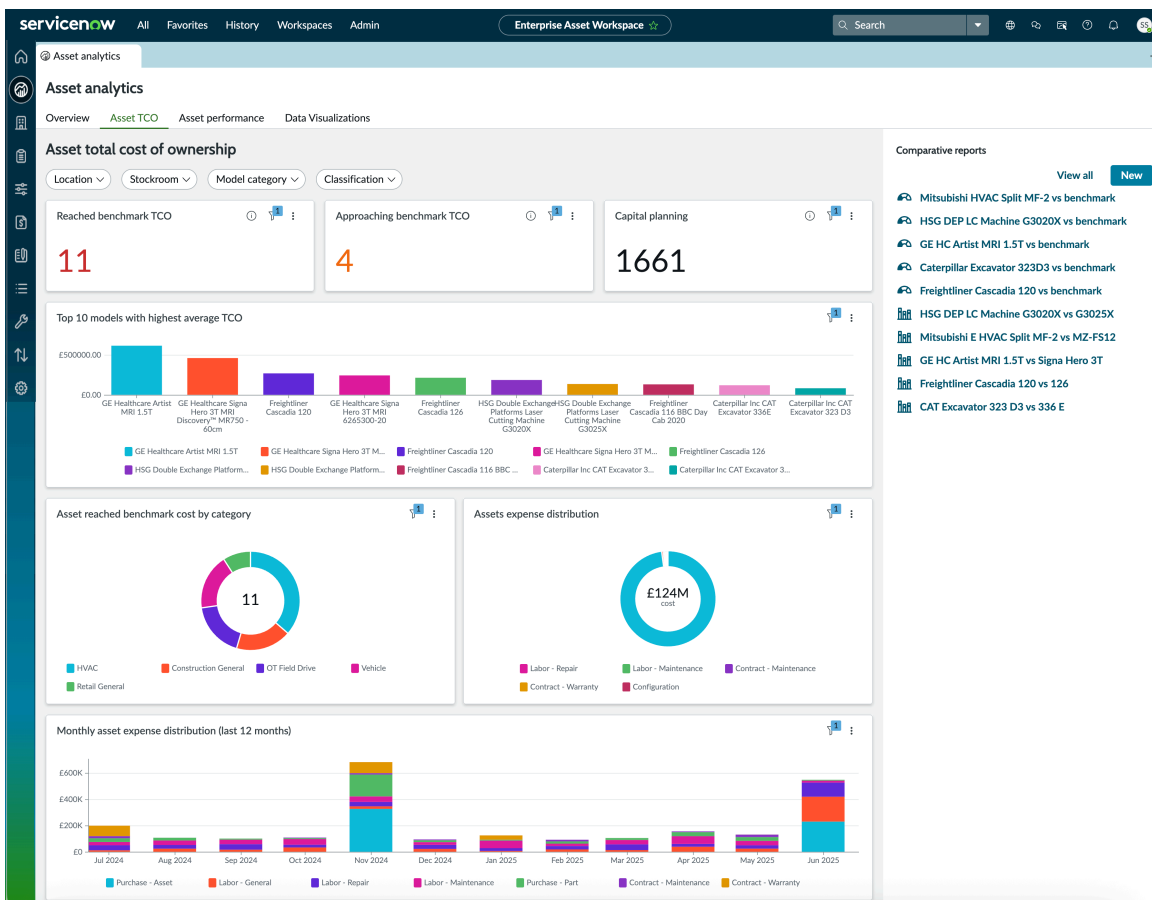 servicenow All Favorites History Workspaces Admin Enterprise Asset Workspace Search SS
Asset analytics
Asset analytics
Overview Asset TCO Asset performance Data Visualizations
Asset total cost of ownership
Location Stockroom Model category Classification
Reached benchmark TCO 1
11
Approaching benchmark TCO 1
4
Capital planning 1
1661
Top 10 models with highest average TCO 1
£500000.00
£0.00
GE Healthcare Artist
MRI 1.5T
GE Healthcare Signa
Hero 3T MRI
Discovery™ MR750 -
60cm
Freightliner
Cascadia 120
GE Healthcare Signa
Hero 3T MRI
6265300-20
Freightliner
Cascadia 126
HSG Double Exchange
Platforms Laser
Cutting Machine
G3020X
HSG Double Exchange
Platforms Laser
Cutting Machine
G3025X
Freightliner
Cascadia 116 BBC Day
Cab 2020
Caterpillar Inc CAT
Excavator 336E
Caterpillar Inc CAT
Excavator 323 D3
GE Healthcare Artist MRI 1.5T GE Healthcare Signa Hero 3T M... Freightliner Cascadia 120 GE Healthcare Signa Hero 3T M... Freightliner Cascadia 126
HSG Double Exchange Platform... HSG Double Exchange Platform... Freightliner Cascadia 116 BBC ... Caterpillar Inc CAT Excavator 3... Caterpillar Inc CAT Excavator 3...
Asset reached benchmark cost by category 1
11
HVAC Construction General OT Field Drive Vehicle
Retail General
Assets expense distribution 1
£124M
cost
Labor - Repair Labor - Maintenance Contract - Maintenance
Contract - Warranty Configuration
Monthly asset expense distribution (last 12 months) 1
£600K
£400K
£200K
£0
Jul 2024 Aug 2024 Sep 2024 Oct 2024 Nov 2024 Dec 2024 Jan 2025 Feb 2025 Mar 2025 Apr 2025 May 2025 Jun 2025
Purchase - Asset Labor - General Labor - Repair Labor - Maintenance Purchase - Part Contract - Maintenance Contract - Warranty
Comparative reports
View all New
Mitsubishi HVAC Split MF-2 vs benchmark
HSG DEP LC Machine G3020X vs benchmark
GE HC Artist MRI 1.5T vs benchmark
Caterpillar Excavator 323D3 vs benchmark
Freightliner Cascadia 120 vs benchmark
HSG DEP LC Machine G3020X vs G3025X
Mitsubishi E HVAC Split MF-2 vs MZ-FS12
GE HC Artist MRI 1.5T vs Signa Hero 3T
Freightliner Cascadia 120 vs 126
CAT Excavator 323 D3 vs 336 E